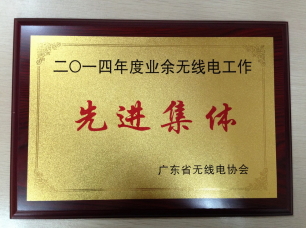 二〇一四年度业余无线电工作
先进集体
广东省无线电协会